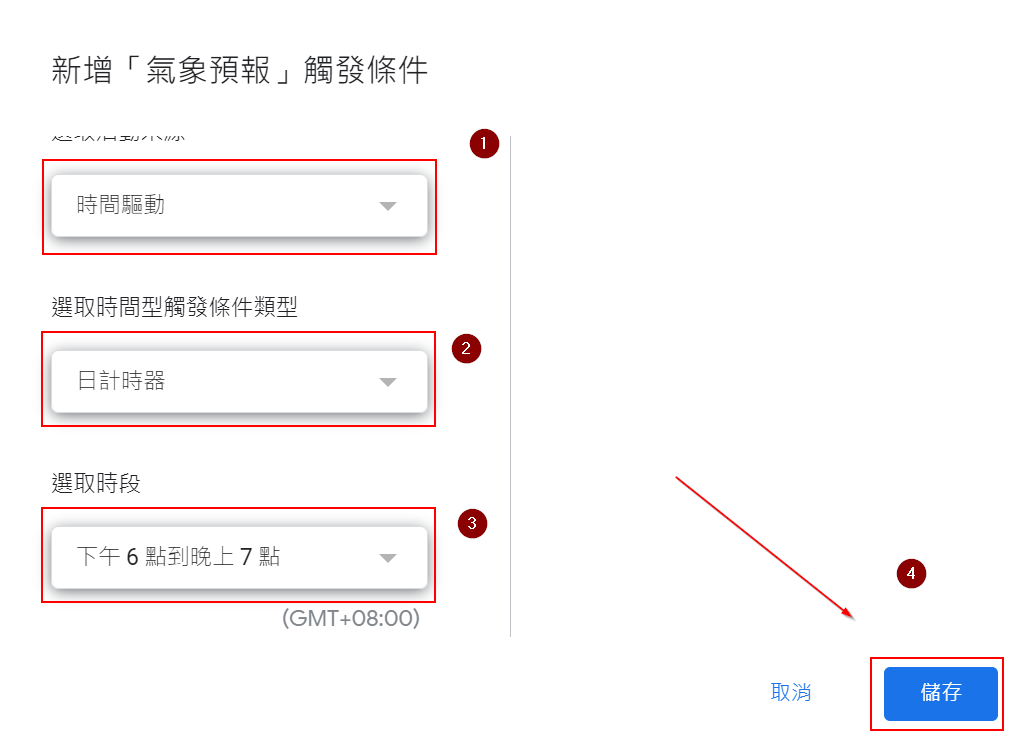 新增「氣象預報」觸發條件
1
時間驅動
選取時間型觸發條件類型
2
日計時器
選取時段
3
下午 6 點到晚上 7 點
(GMT+08:00)
4
取消
儲存